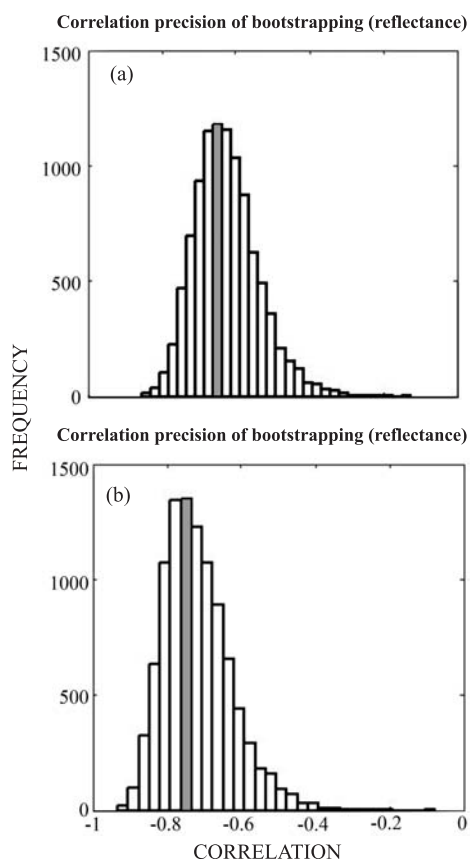 Correlation precision of bootstrapping (reflectance)
1500
(a)
1000
500
0
FREQUENCY
Correlation precision of bootstrapping (reflectance)
1500
(b)
1000
500
0
-1 -0.8 -0.6 -0.4 -0.2 0
CORRELATION